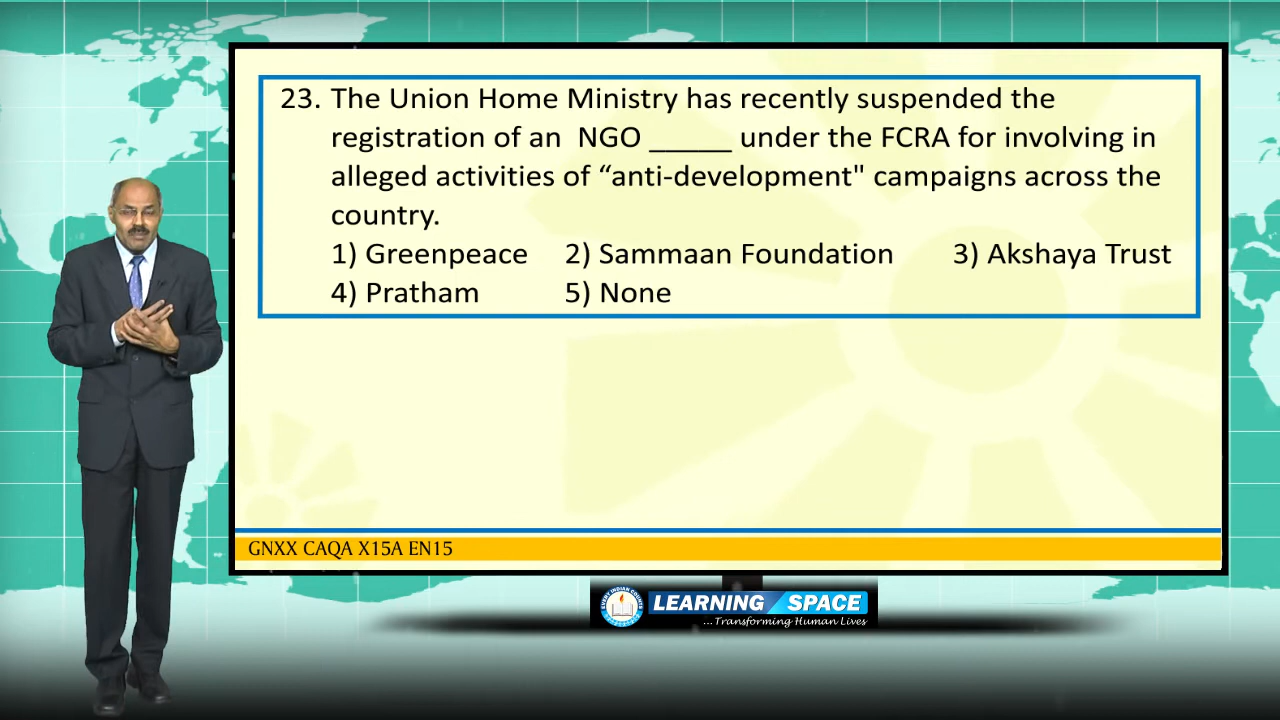 23. The Union Home Ministry has recently suspended the
registration of an NGO _____ under the FCRA for involving in
alleged activities of “anti-development" campaigns across the
country.
1) Greenpeace 2) Sammaan Foundation 3) Akshaya Trust
4) Pratham 5) None
GNXX CAQA X15A EN15
LEARNING SPACE
...Transforming Human Lives